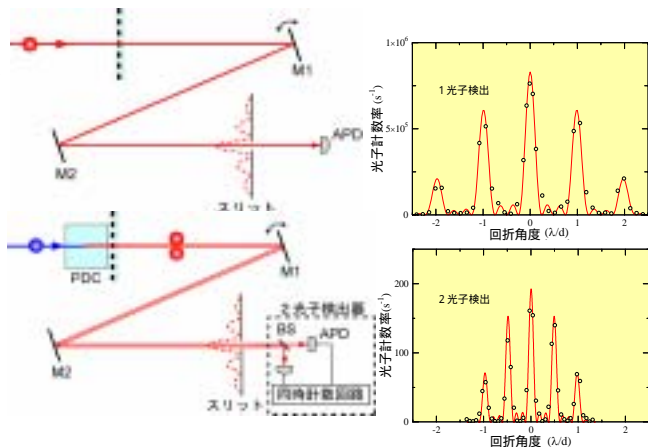 M1
M2
APD
スリット
1×10⁶
5×10⁵
0
光子計数率(s⁻¹)
1光子検出
-2 -1 0 1 2
回折角度 (λ/d)
PDC
M1
M2
2光子検出器
BS
APD
同時計数回路
スリット
200
100
0
光子計数率(s⁻¹)
2光子検出
-2 -1 0 1 2
回折角度 (λ/d)